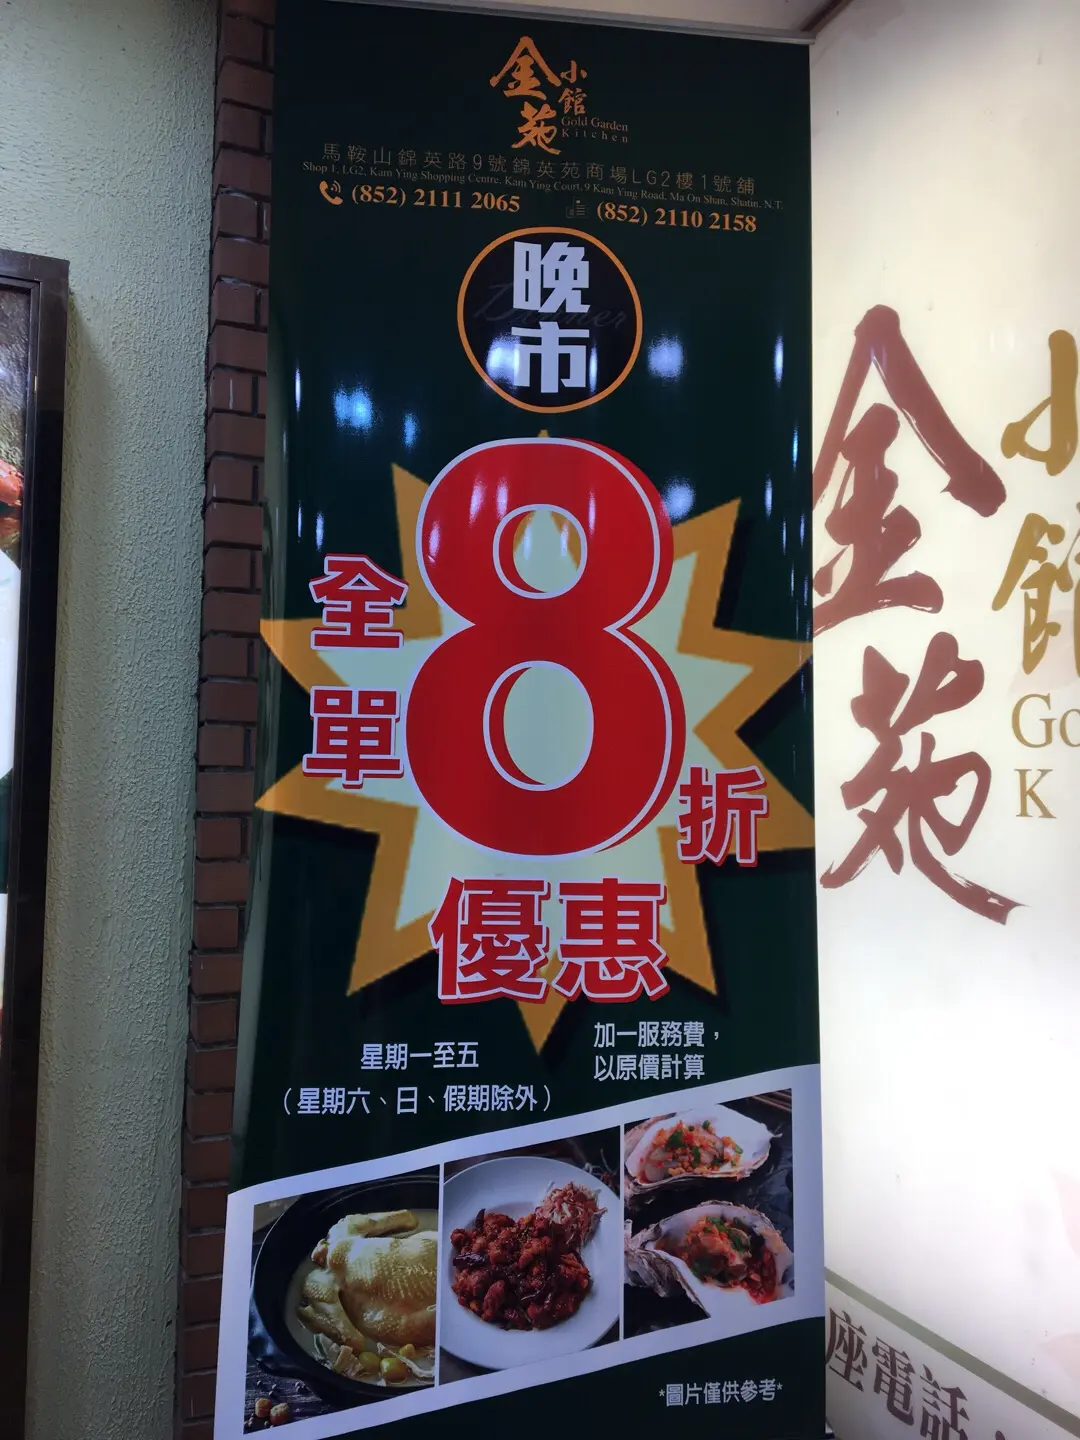 金苑
小館
Gold Garden
Kitchen
馬鞍山錦英路9號錦英苑商場LG2樓1號舖
Shop 1, LG2, Kam Ying Shopping Centre, Kam Ying Court, 9 Kam Ying Road, Ma On Shan, Shatin, N.T.
(852) 2111 2065
(852) 2110 2158
晚市
Dinner
全單8折
優惠
星期一至五
（星期六、日、假期除外）
加一服務費，
以原價計算
*圖片僅供參考*
金苑
小館
Go
K
座電話